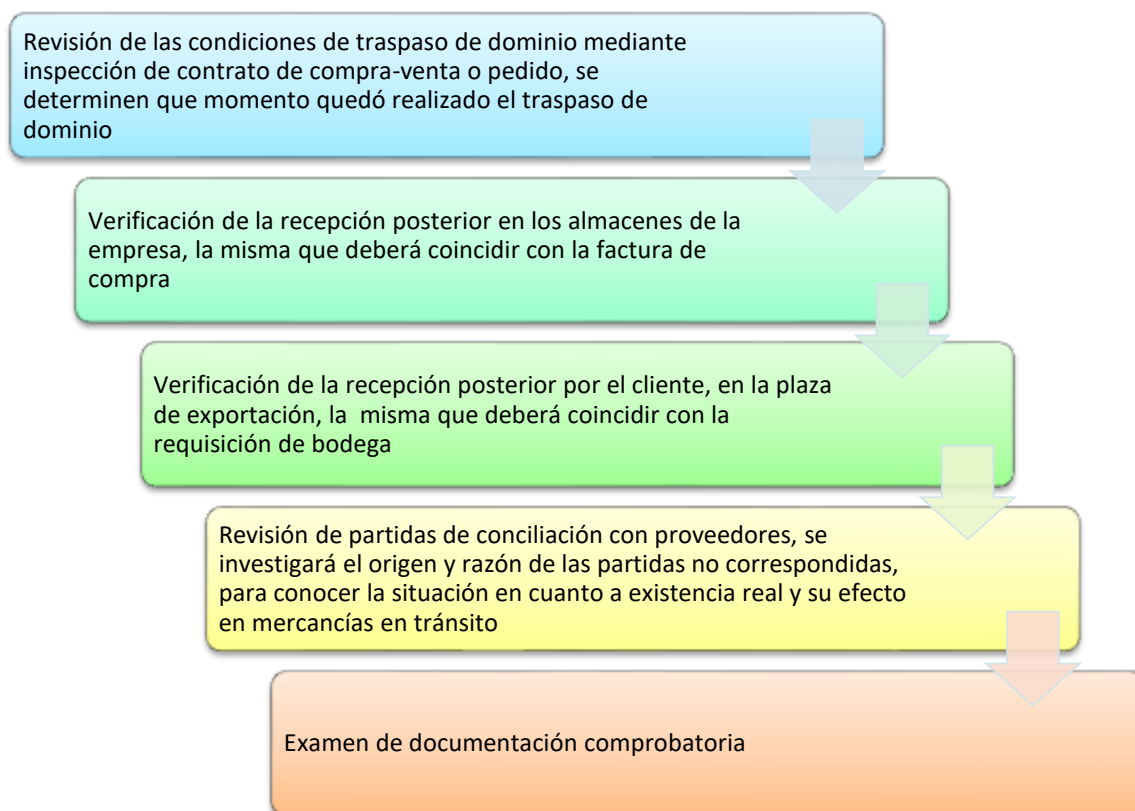 Revisión de las condiciones de traspaso de dominio mediante
inspección de contrato de compra-venta o pedido, se
determinen que momento quedó realizado el traspaso de
dominio
Verificación de la recepción posterior en los almacenes de la
empresa, la misma que deberá coincidir con la factura de
compra
Verificación de la recepción posterior por el cliente, en la plaza
de exportación, la  misma que deberá coincidir con la
requisición de bodega
Revisión de partidas de conciliación con proveedores, se
investigará el origen y razón de las partidas no correspondidas,
para conocer la situación en cuanto a existencia real y su efecto
en mercancías en tránsito
Examen de documentación comprobatoria